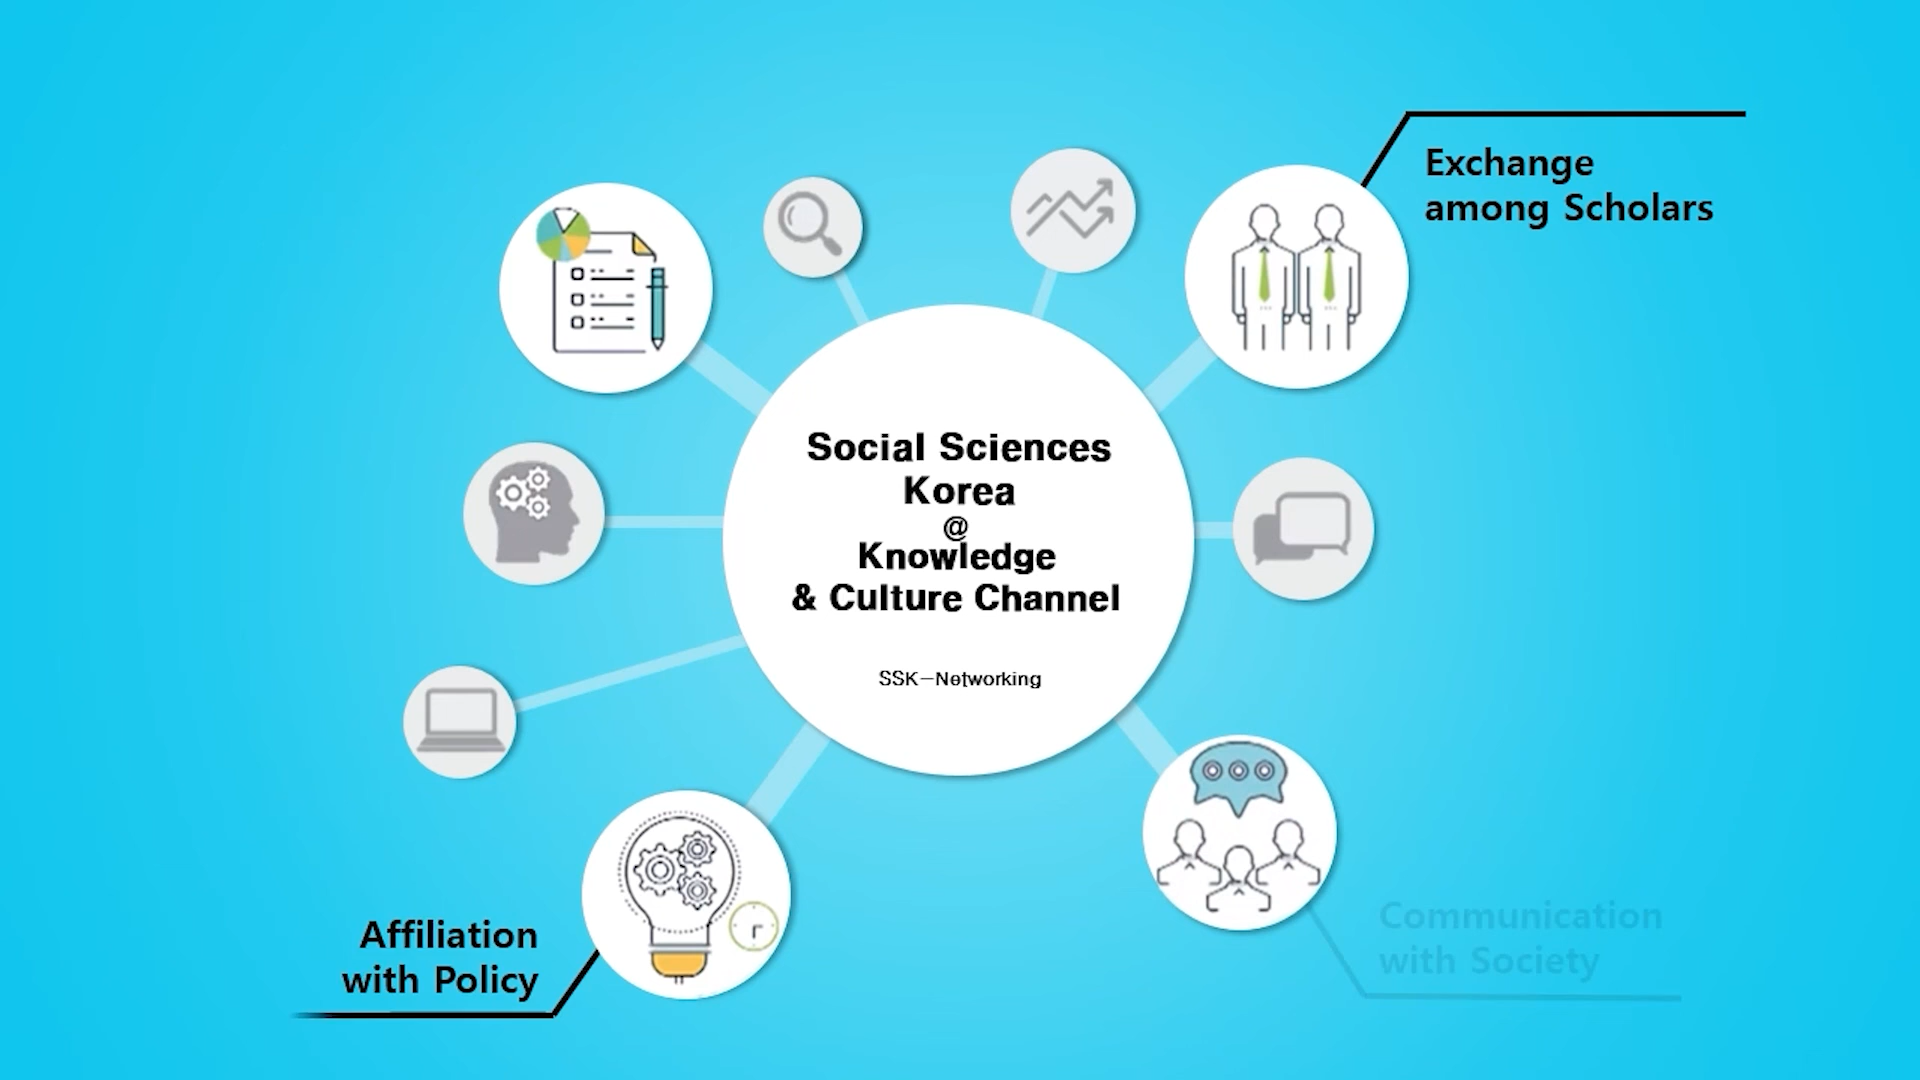 Exchange
among Scholars
Social Sciences
Korea
@
Knowledge
& Culture Channel
SSK-Networking
Affiliation
with Policy
Communication
with Society